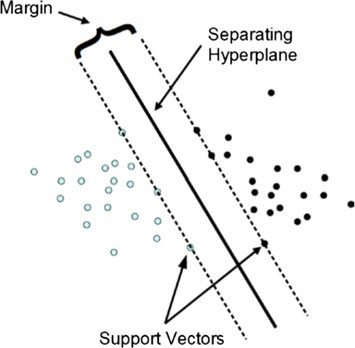 Margin
Separating
Hyperplane
Support Vectors